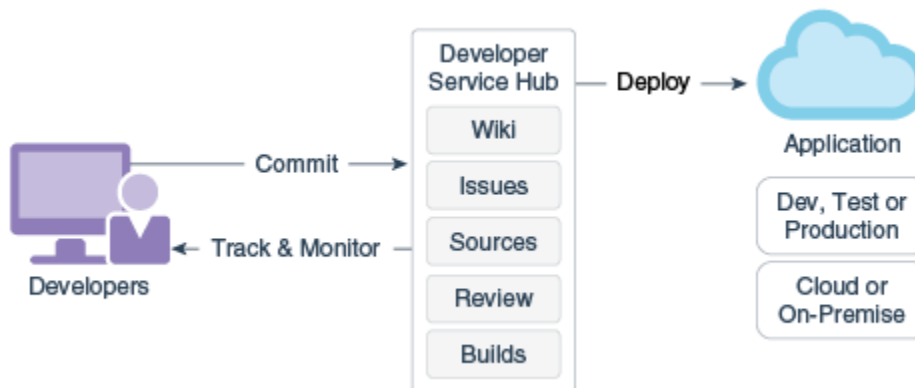 Developer
Service Hub
Wiki
Issues
Sources
Review
Builds
Commit
Track & Monitor
Developers
Deploy
Application
Dev, Test or
Production
Cloud or
On-Premise